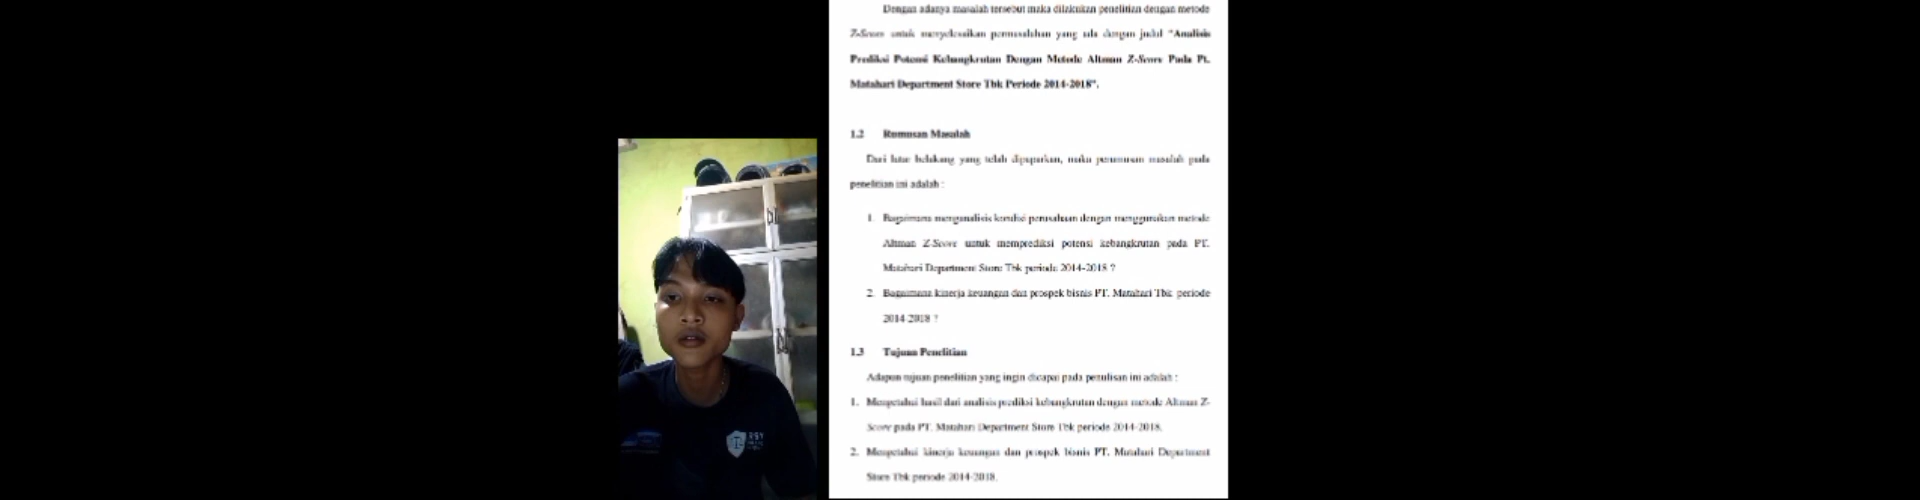 Dengan adanya masalah tersebut maka dilakukan penelitian dengan metode
Z-Score untuk menyelesaikan permasalahan yang ada dengan judul "Analisis
Prediksi Potensi Kebangkrutan Dengan Metode Altman Z-Score Pada Pt.
Matahari Department Store Tbk Periode 2014-2018".
1.2 Rumusan Masalah
Dari latar belakang yang telah dipaparkan, maka perumusan masalah pada
penelitian ini adalah :
1. Bagaimana menganalisis kondisi perusahaan dengan menggunakan metode
Altman Z-Score untuk memprediksi potensi kebangkrutan pada PT.
Matahari Department Store Tbk periode 2014-2018 ?
2. Bagaimana kinerja keuangan dan prospek bisnis PT. Matahari Tbk periode
2014-2018 ?
1.3 Tujuan Penelitian
Adapun tujuan penelitian yang ingin dicapai pada penulisan ini adalah :
1. Mengetahui hasil dari analisis prediksi kebangkrutan dengan metode Altman Z-
Score pada PT. Matahari Department Store Tbk periode 2014-2018.
2. Mengetahui kinerja keuangan dan prospek bisnis PT. Matahari Department
Store Tbk periode 2014-2018.